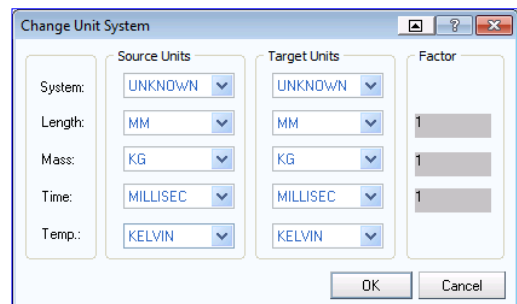 Change Unit System
Source Units Target Units Factor
System: UNKNOWN UNKNOWN
Length: MM MM 1
Mass: KG KG 1
Time: MILLISEC MILLISEC 1
Temp.: KELVIN KELVIN
OK Cancel